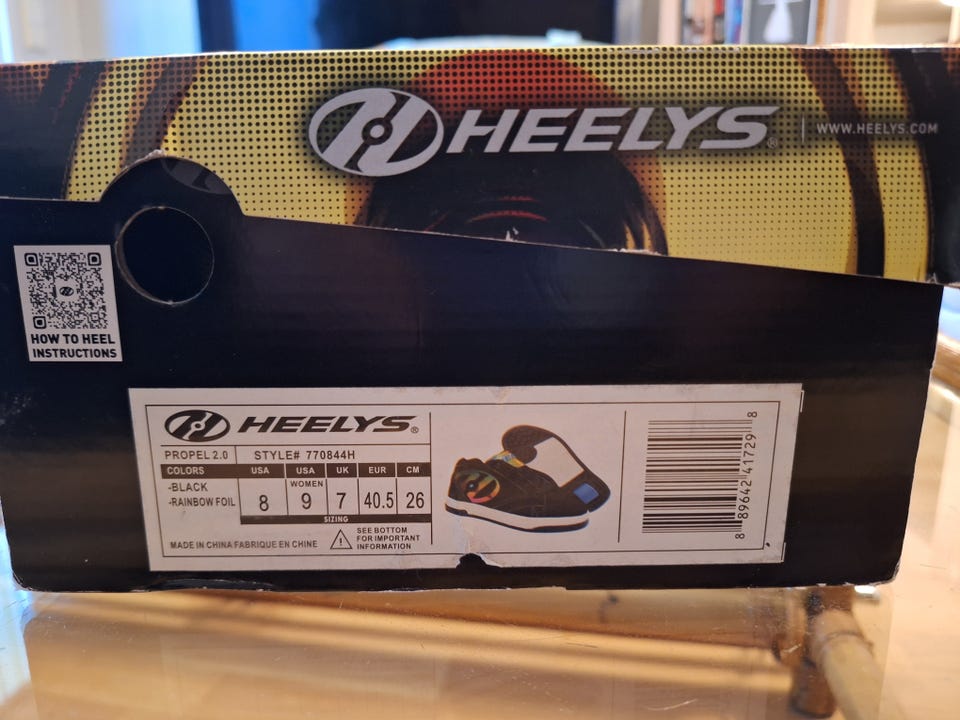 HEELYS® | WWW.HEELYS.COM
HOW TO HEEL
INSTRUCTIONS
HEELYS®
PROPEL 2.0 STYLE# 770844H
COLORS USA USA UK EUR CM
WOMEN
-BLACK
-RAINBOW FOIL
8 9 7 40.5 26
SIZING
MADE IN CHINA/FABRIQUE EN CHINE
SEE BOTTOM
FOR IMPORTANT
INFORMATION
8 89642 41729 8